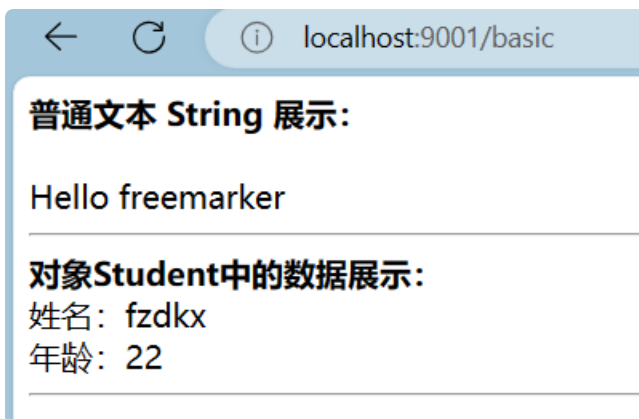 localhost:9001/basic
普通文本 String 展示：
Hello freemarker
对象Student中的数据展示：
姓名：fzdkx
年龄：22